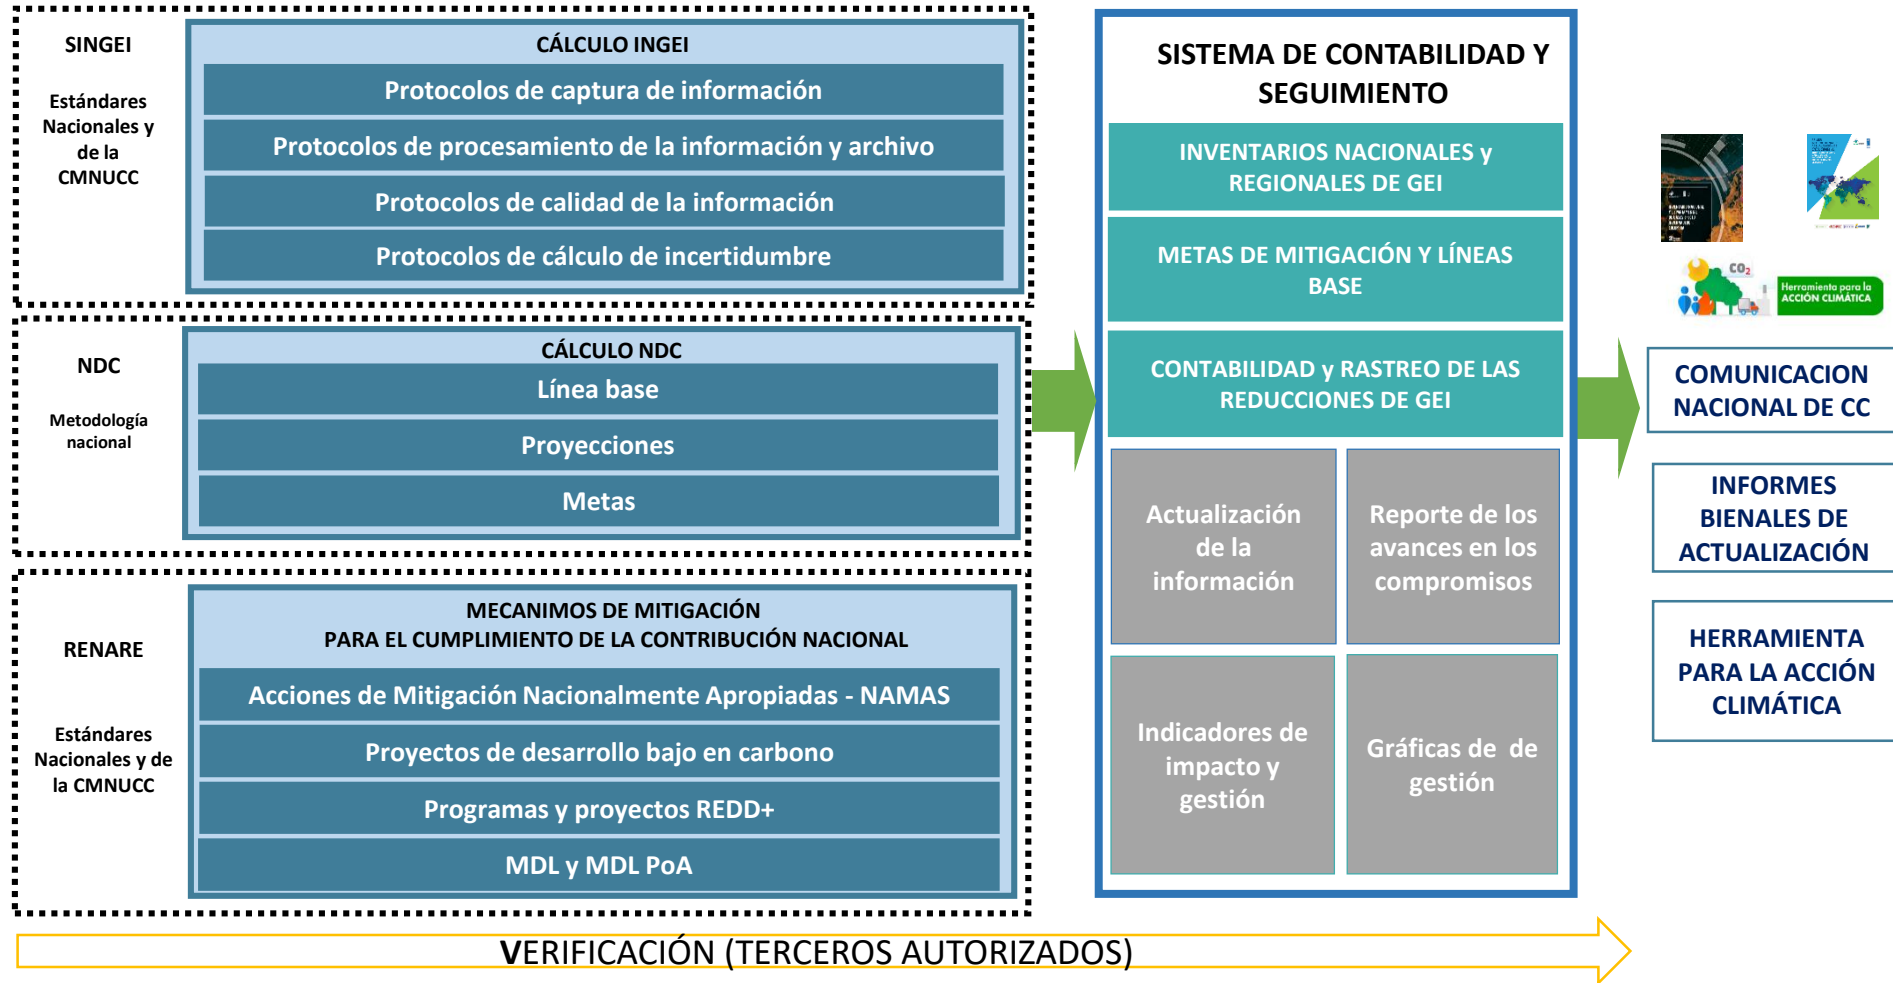 SINGEI
Estándares
Nacionales y
de la
CMNUCC
CÁLCULO INGEI
Protocolos de captura de información
Protocolos de procesamiento de la información y archivo
Protocolos de calidad de la información
Protocolos de cálculo de incertidumbre
NDC
Metodología
nacional
CÁLCULO NDC
Línea base
Proyecciones
Metas
RENARE
Estándares
Nacionales y de
la CMNUCC
MECANIMOS DE MITIGACIÓN
PARA EL CUMPLIMIENTO DE LA CONTRIBUCIÓN NACIONAL
Acciones de Mitigación Nacionalmente Apropiadas - NAMAS
Proyectos de desarrollo bajo en carbono
Programas y proyectos REDD+
MDL y MDL PoA
SISTEMA DE CONTABILIDAD Y
SEGUIMIENTO
INVENTARIOS NACIONALES y
REGIONALES DE GEI
METAS DE MITIGACIÓN Y LÍNEAS
BASE
CONTABILIDAD y RASTREO DE LAS
REDUCCIONES DE GEI
Actualización
de la
información
Reporte de los
avances en los
compromisos
Indicadores de
impacto y
gestión
Gráficas de  de
gestión
CO2
Herramienta para la
ACCIÓN CLIMÁTICA
COMUNICACION
NACIONAL DE CC
INFORMES
BIENALES DE
ACTUALIZACIÓN
HERRAMIENTA
PARA LA ACCIÓN
CLIMÁTICA
VERIFICACIÓN (TERCEROS AUTORIZADOS)